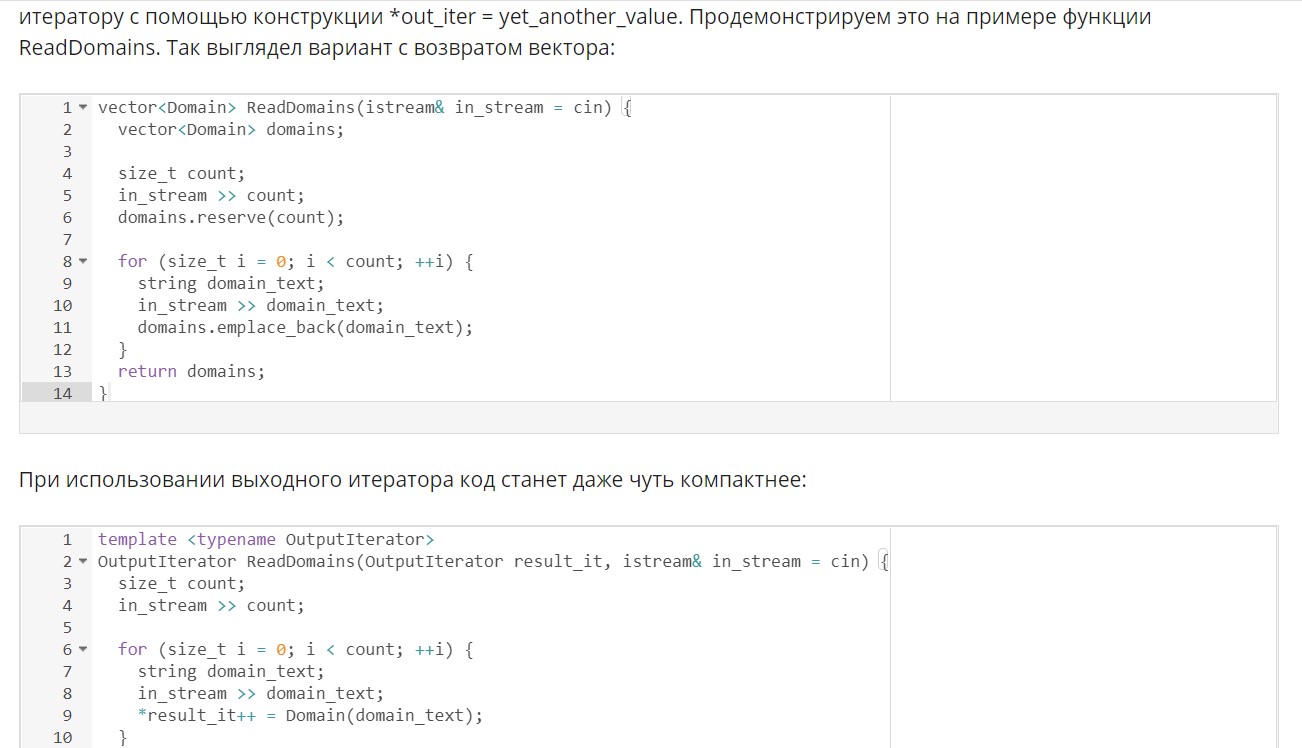 итератору с помощью конструкции *out_iter = yet_another_value. Продемонстрируем это на примере функции
ReadDomains. Так выглядел вариант с возвратом вектора:
1 vector<Domain> ReadDomains(istream& in_stream = cin) {
2   vector<Domain> domains;
3
4   size_t count;
5   in_stream >> count;
6   domains.reserve(count);
7
8   for (size_t i = 0; i < count; ++i) {
9     string domain_text;
10     in_stream >> domain_text;
11     domains.emplace_back(domain_text);
12   }
13   return domains;
14 }
При использовании выходного итератора код станет даже чуть компактнее:
1 template <typename OutputIterator>
2 OutputIterator ReadDomains(OutputIterator result_it, istream& in_stream = cin) {
3   size_t count;
4   in_stream >> count;
5
6   for (size_t i = 0; i < count; ++i) {
7     string domain_text;
8     in_stream >> domain_text;
9     *result_it++ = Domain(domain_text);
10   }